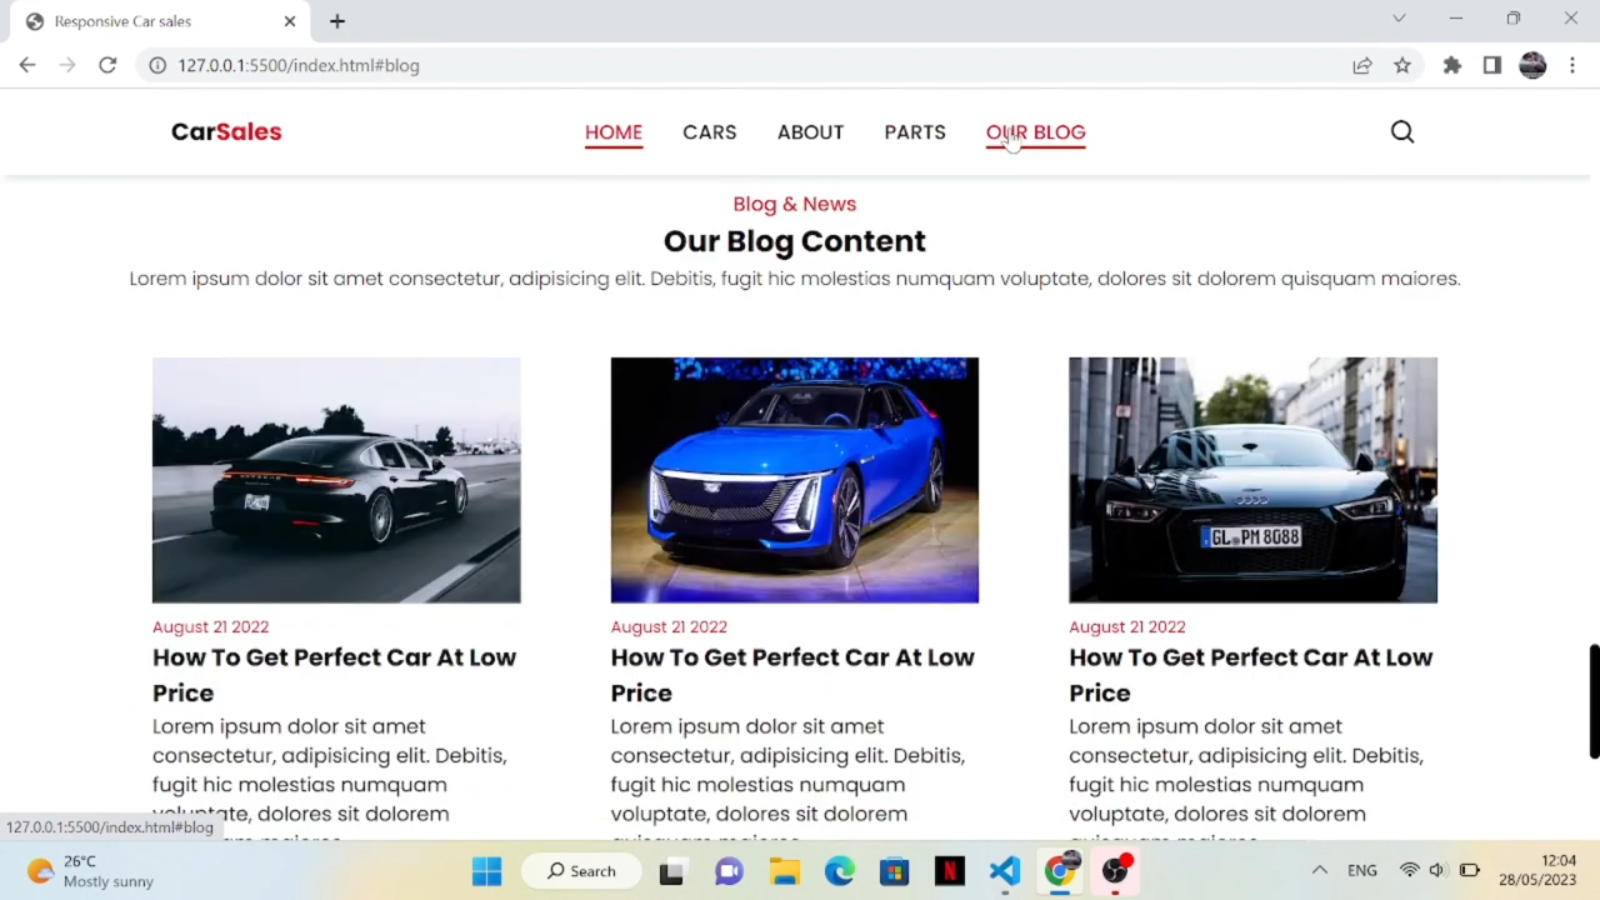 Responsive Car sales
127.0.0.1:5500/index.html#blog
CarSales
HOME CARS ABOUT PARTS OUR BLOG
Blog & News
Our Blog Content
Lorem ipsum dolor sit amet consectetur, adipisicing elit. Debitis, fugit hic molestias numquam voluptate, dolores sit dolorem quisquam maiores.
GL PM 8088
August 21 2022
How To Get Perfect Car At Low
Price
Lorem ipsum dolor sit amet
consectetur, adipisicing elit. Debitis,
fugit hic molestias numquam
voluptate, dolores sit dolorem
August 21 2022
How To Get Perfect Car At Low
Price
Lorem ipsum dolor sit amet
consectetur, adipisicing elit. Debitis,
fugit hic molestias numquam
voluptate, dolores sit dolorem
quisquam maiores.
August 21 2022
How To Get Perfect Car At Low
Price
Lorem ipsum dolor sit amet
consectetur, adipisicing elit. Debitis,
fugit hic molestias numquam
voluptate, dolores sit dolorem
quisquam maiores.
127.0.0.1:5500/index.html#blog
26°C
Mostly sunny
Search
N
ENG
12:04
28/05/2023